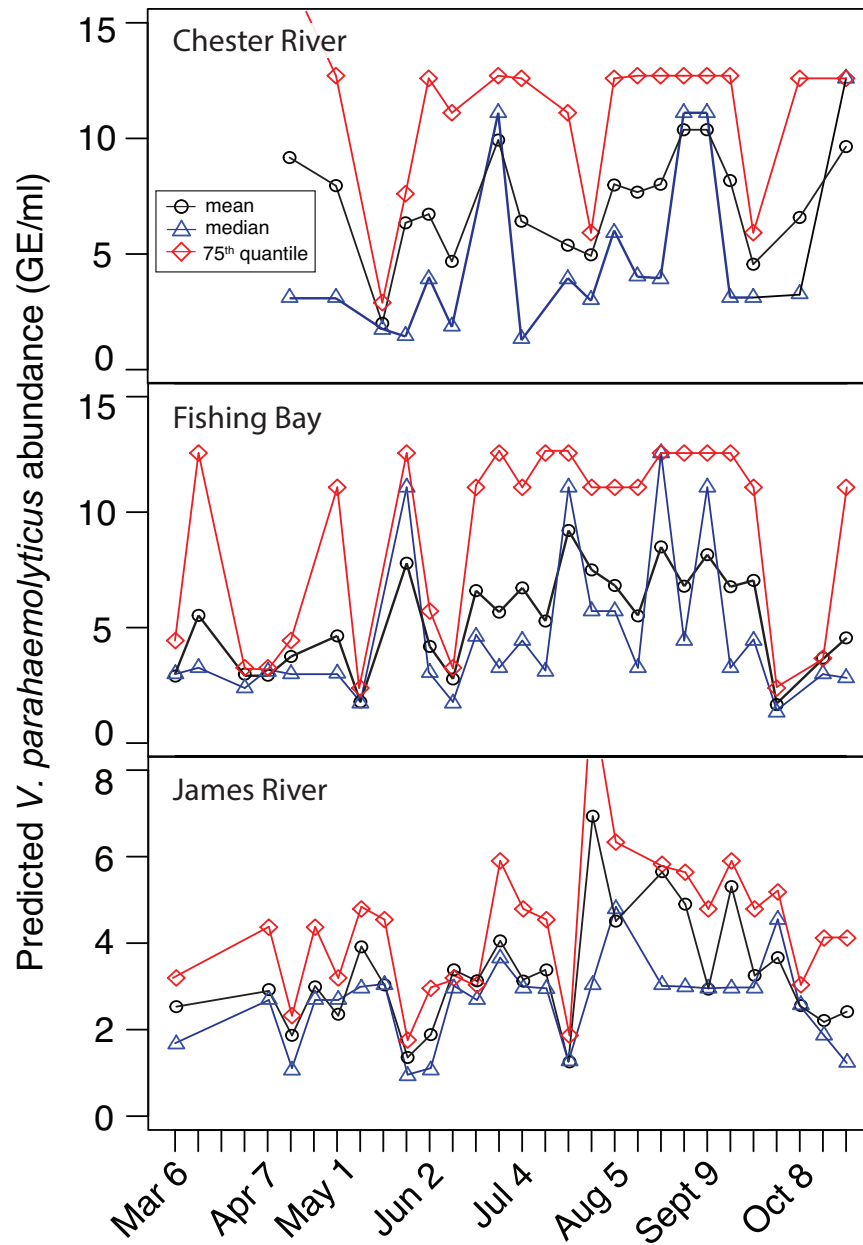 Predicted V. parahaemolyticus abundance (GE/ml)
Chester River
15
10
5
0
mean
median
75th quantile
Fishing Bay
15
10
5
0
James River
8
6
4
2
0
Mar 6
Apr 7
May 1
Jun 2
Jul 4
Aug 5
Sept 9
Oct 8